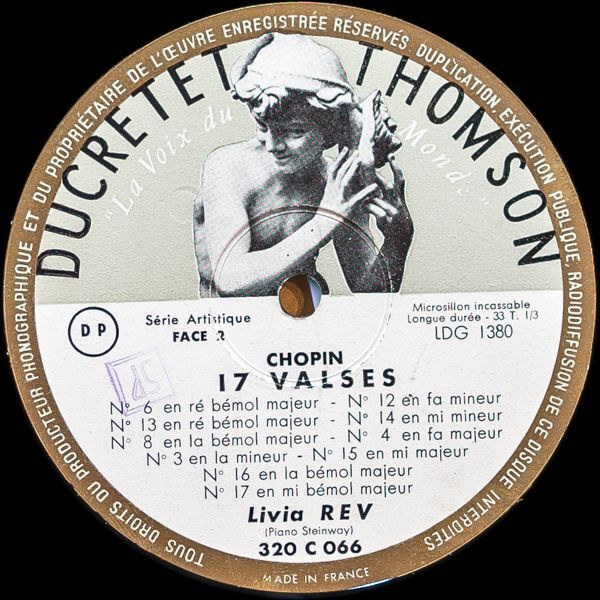 TOUS DROITS DU PRODUCTEUR PHONOGRAPHIQUE ET DU PROPRIÉTAIRE DE L'ŒUVRE ENREGISTRÉE RÉSERVÉS. DUPLICATION, EXÉCUTION PUBLIQUE, RADIODIFFUSION DE CE DISQUE INTERDITES
DUCRETET THOMSON
"La Voix du Monde"
DP
Série Artistique
FACE 2
Microsillon incassable
Longue durée - 33 T. 1/3
LDG 1380
CHOPIN
17 VALSES
N° 6 en ré bémol majeur - N° 12 en fa mineur
N° 13 en ré bémol majeur - N° 14 en mi mineur
N° 8 en la bémol majeur - N° 4 en fa majeur
N° 3 en la mineur - N° 15 en mi majeur
N° 16 en la bémol majeur
N° 17 en mi bémol majeur
Livia REV
(Piano Steinway)
320 C 066
MADE IN FRANCE